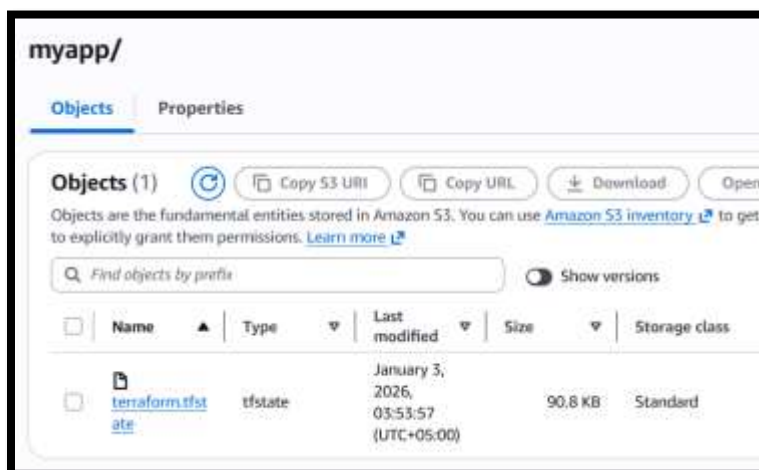 myapp/
Objects Properties
Objects (1) Copy S3 URI Copy URL Download Open
Objects are the fundamental entities stored in Amazon S3. You can use Amazon S3 inventory to get
to explicitly grant them permissions. Learn more
Find objects by prefix Show versions
Name Type Last modified Size Storage class
terraform.tfstate tfstate January 3, 2026, 03:53:57 (UTC+05:00) 90.8 KB Standard